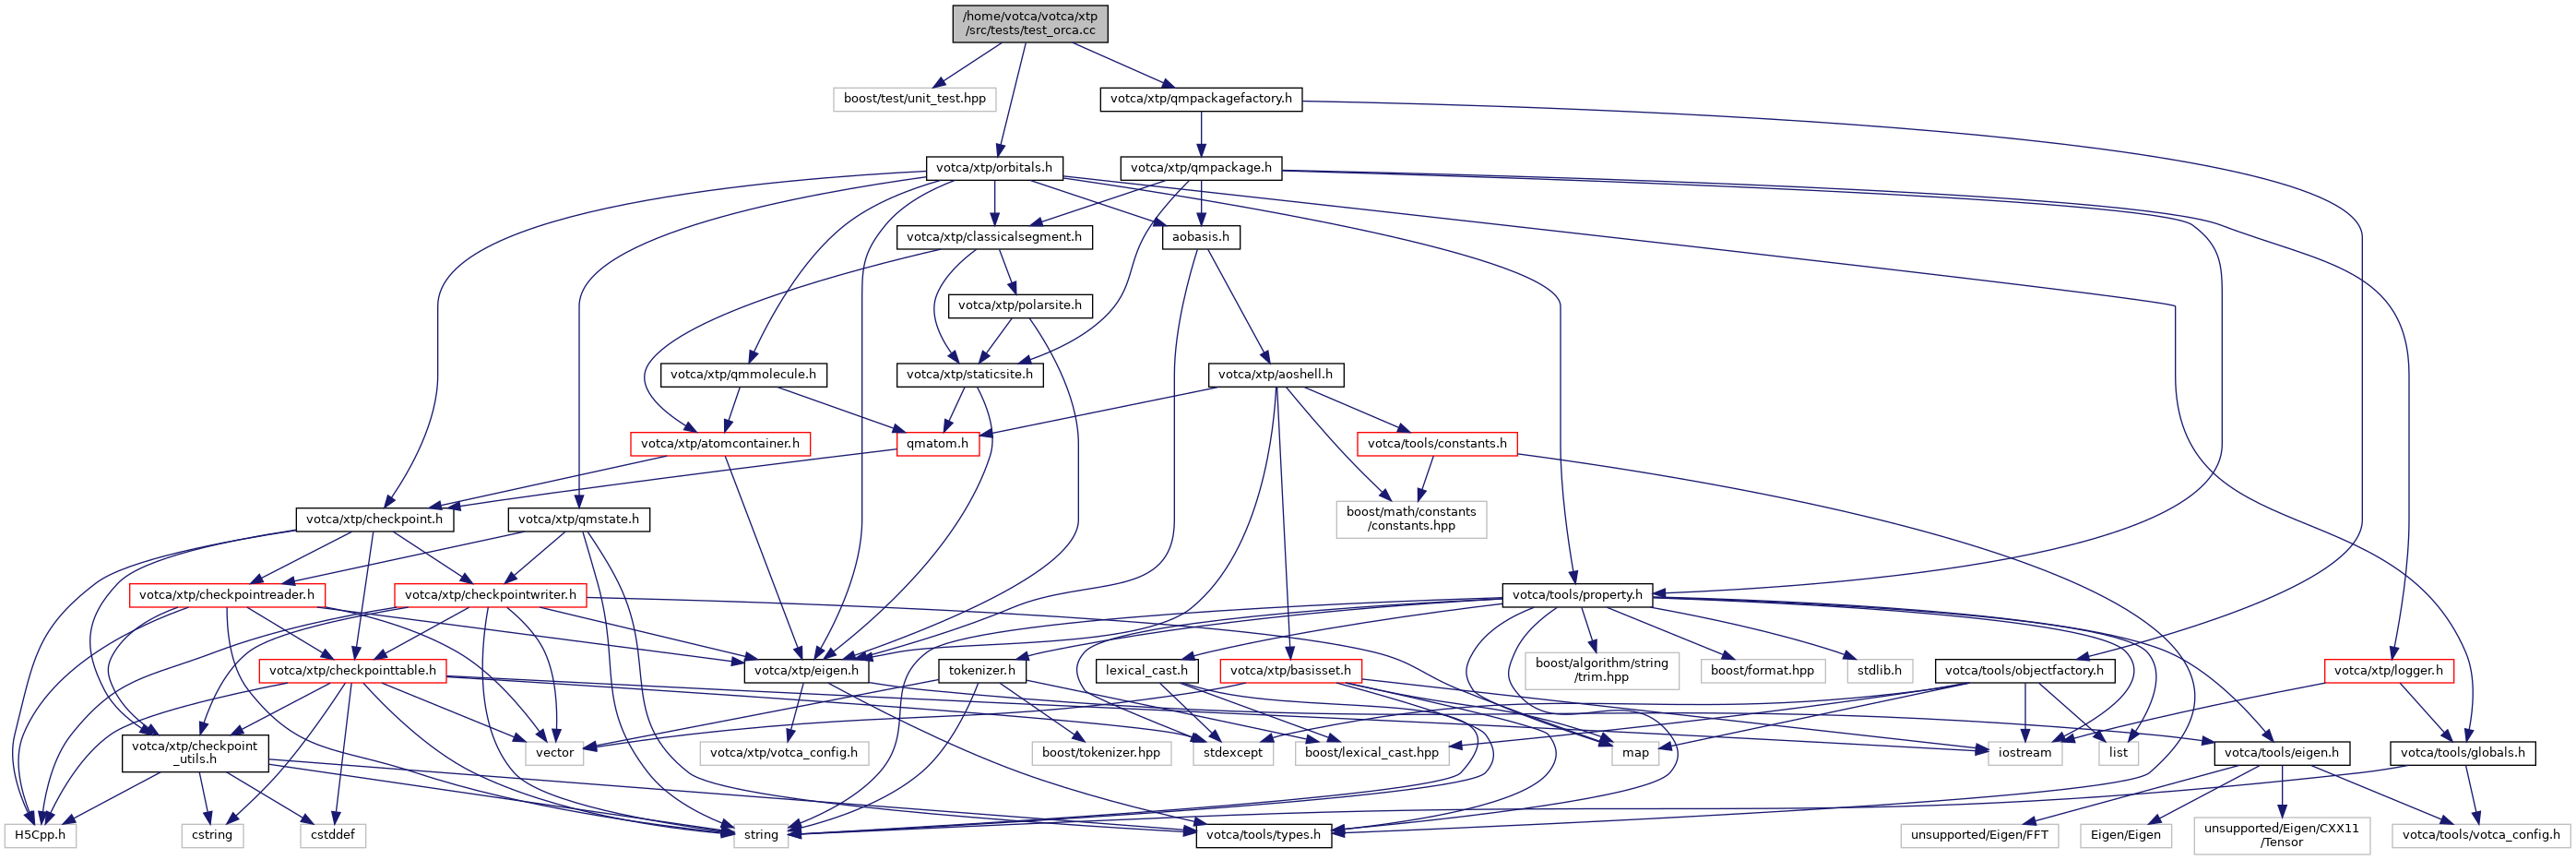 /home/votca/votca/xtp
/src/tests/test_orca.cc
boost/test/unit_test.hpp
votca/xtp/qmpackagefactory.h
votca/xtp/orbitals.h
votca/xtp/qmpackage.h
votca/xtp/classicalsegment.h
aobasis.h
votca/xtp/polarsite.h
votca/xtp/qmmolecule.h
votca/xtp/staticsite.h
votca/xtp/aoshell.h
votca/xtp/atomcontainer.h
qmatom.h
votca/tools/constants.h
votca/xtp/checkpoint.h
votca/xtp/qmstate.h
boost/math/constants
/constants.hpp
votca/xtp/checkpointreader.h
votca/xtp/checkpointwriter.h
votca/tools/property.h
votca/xtp/checkpointtable.h
votca/xtp/eigen.h
tokenizer.h
lexical_cast.h
votca/xtp/basisset.h
boost/algorithm/string
/trim.hpp
boost/format.hpp
stdlib.h
votca/tools/objectfactory.h
votca/xtp/logger.h
votca/xtp/checkpoint
_utils.h
vector
votca/xtp/votca_config.h
boost/tokenizer.hpp
stdexcept
boost/lexical_cast.hpp
map
iostream
list
votca/tools/eigen.h
votca/tools/globals.h
H5Cpp.h
cstring
cstddef
string
votca/tools/types.h
unsupported/Eigen/FFT
Eigen/Eigen
unsupported/Eigen/CXX11
/Tensor
votca/tools/votca_config.h